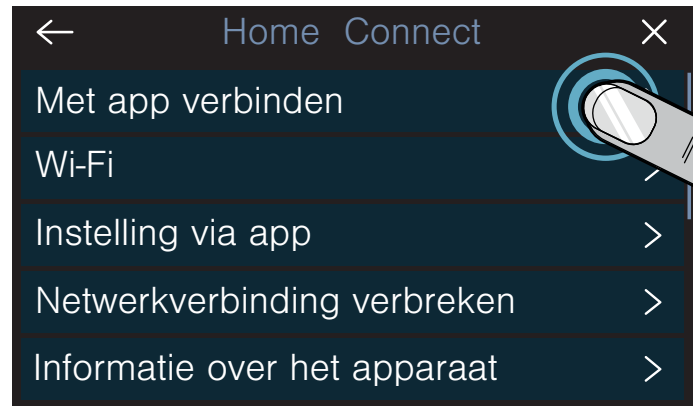 Home Connect
Met app verbinden
Wi-Fi
Instelling via app
Netwerkverbinding verbreken
Informatie over het apparaat